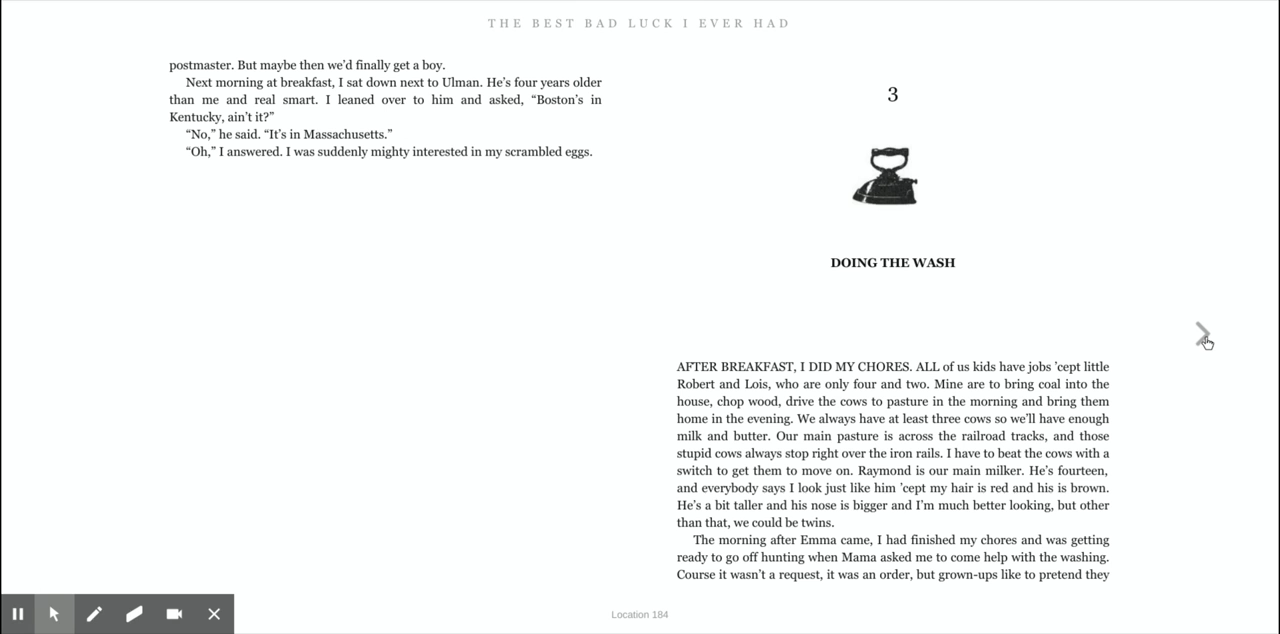 THE BEST BAD LUCK I EVER HAD
postmaster. But maybe then we’d finally get a boy.
Next morning at breakfast, I sat down next to Ulman. He’s four years older
than me and real smart. I leaned over to him and asked, “Boston’s in
Kentucky, ain’t it?”
“No,” he said. “It’s in Massachusetts.”
“Oh,” I answered. I was suddenly mighty interested in my scrambled eggs.
3
DOING THE WASH
AFTER BREAKFAST, I DID MY CHORES. ALL of us kids have jobs ’cept little
Robert and Lois, who are only four and two. Mine are to bring coal into the
house, chop wood, drive the cows to pasture in the morning and bring them
home in the evening. We always have at least three cows so we’ll have enough
milk and butter. Our main pasture is across the railroad tracks, and those
stupid cows always stop right over the iron rails. I have to beat the cows with a
switch to get them to move on. Raymond is our main milker. He’s fourteen,
and everybody says I look just like him ’cept my hair is red and his is brown.
He’s a bit taller and his nose is bigger and I’m much better looking, but other
than that, we could be twins.
The morning after Emma came, I had finished my chores and was getting
ready to go off hunting when Mama asked me to come help with the washing.
Course it wasn’t a request, it was an order, but grown-ups like to pretend they
Location 184